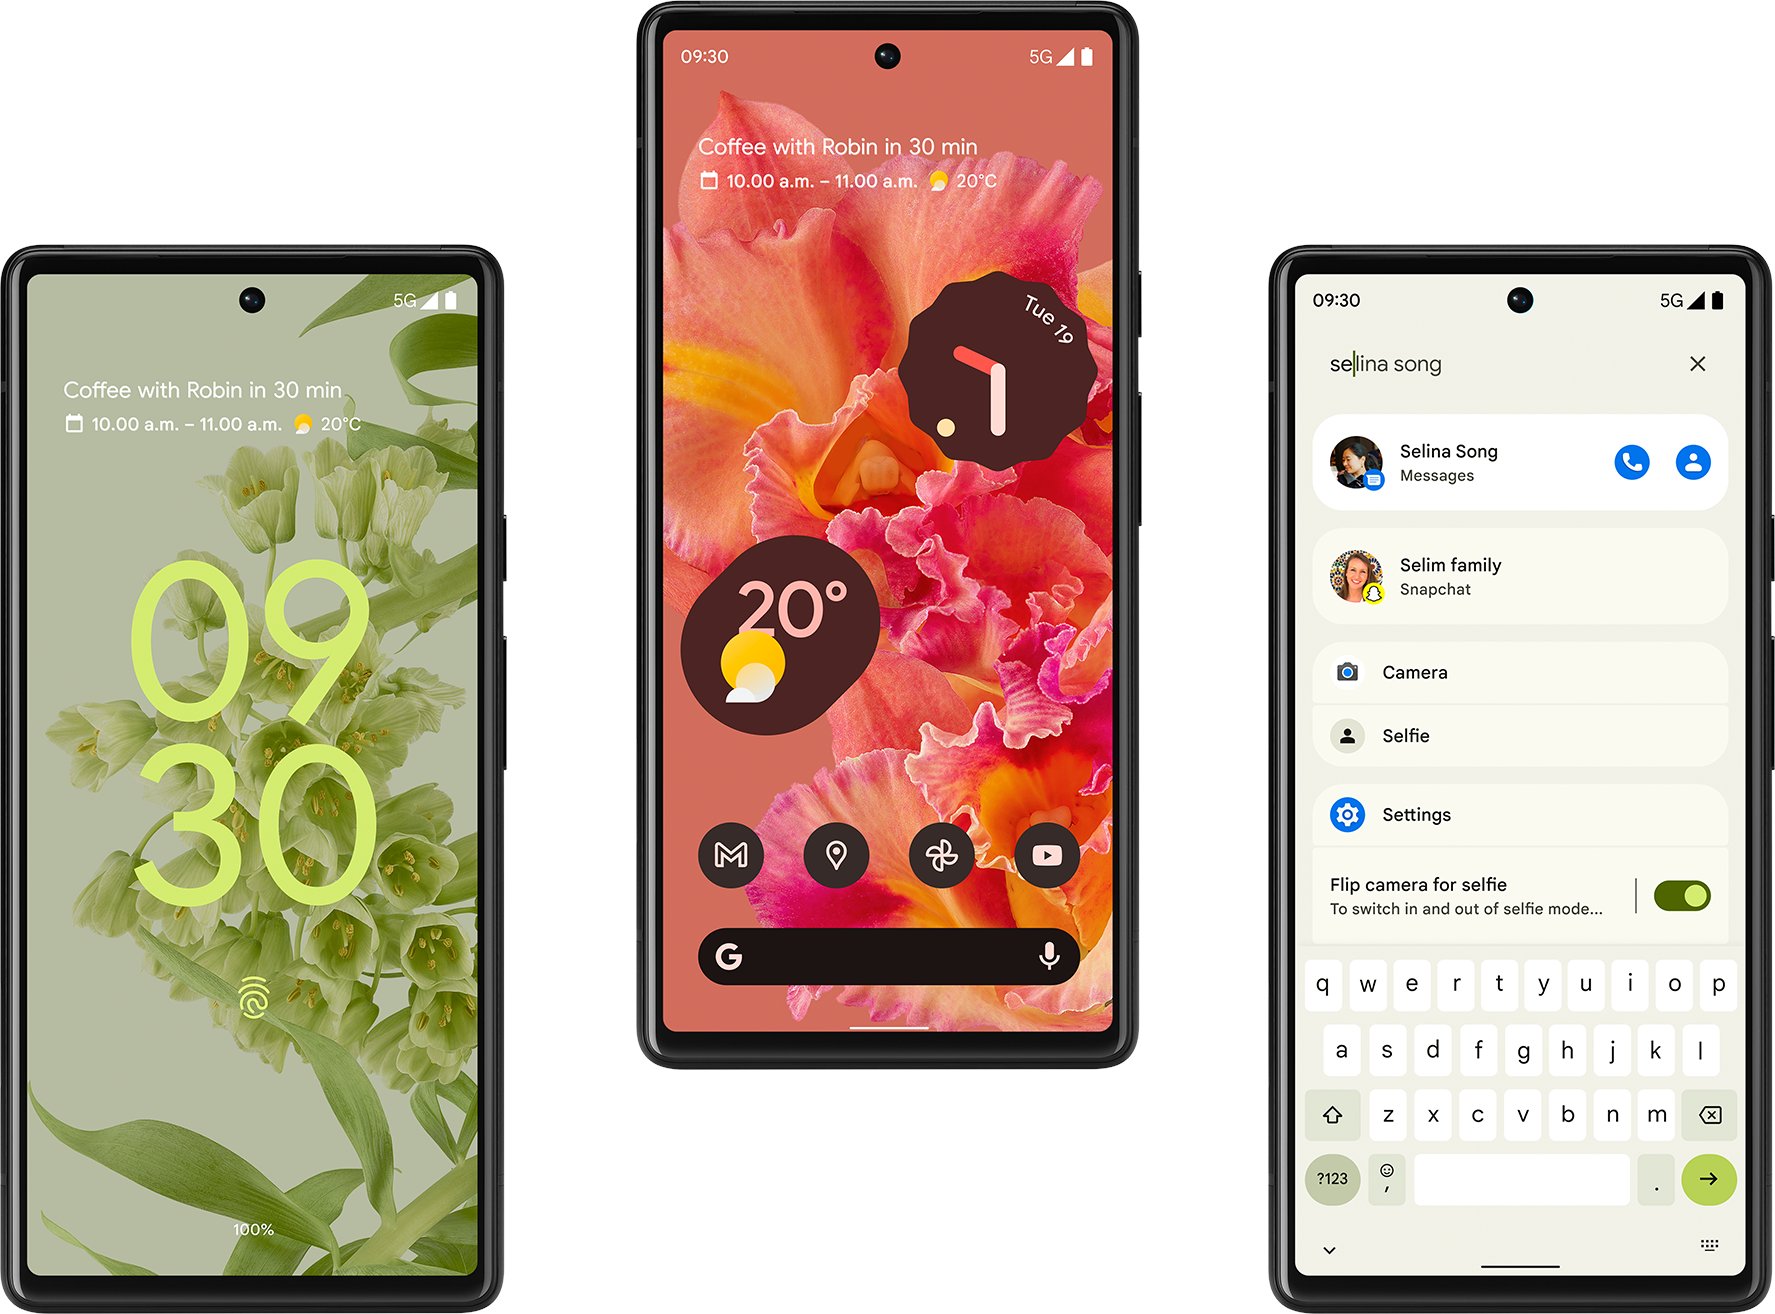 5G
Coffee with Robin in 30 min
10.00 a.m. – 11.00 a.m. 20°C
09
30
100%
09:30
5G
Coffee with Robin in 30 min
10.00 a.m. – 11.00 a.m. 20°C
Tue 19
20°
G
09:30
5G
selina song
Selina Song
Messages
Selim family
Snapchat
Camera
Selfie
Settings
Flip camera for selfie
To switch in and out of selfie mode...
q w e r t y u i o p
a s d f g h j k l
z x c v b n m
?123 , .